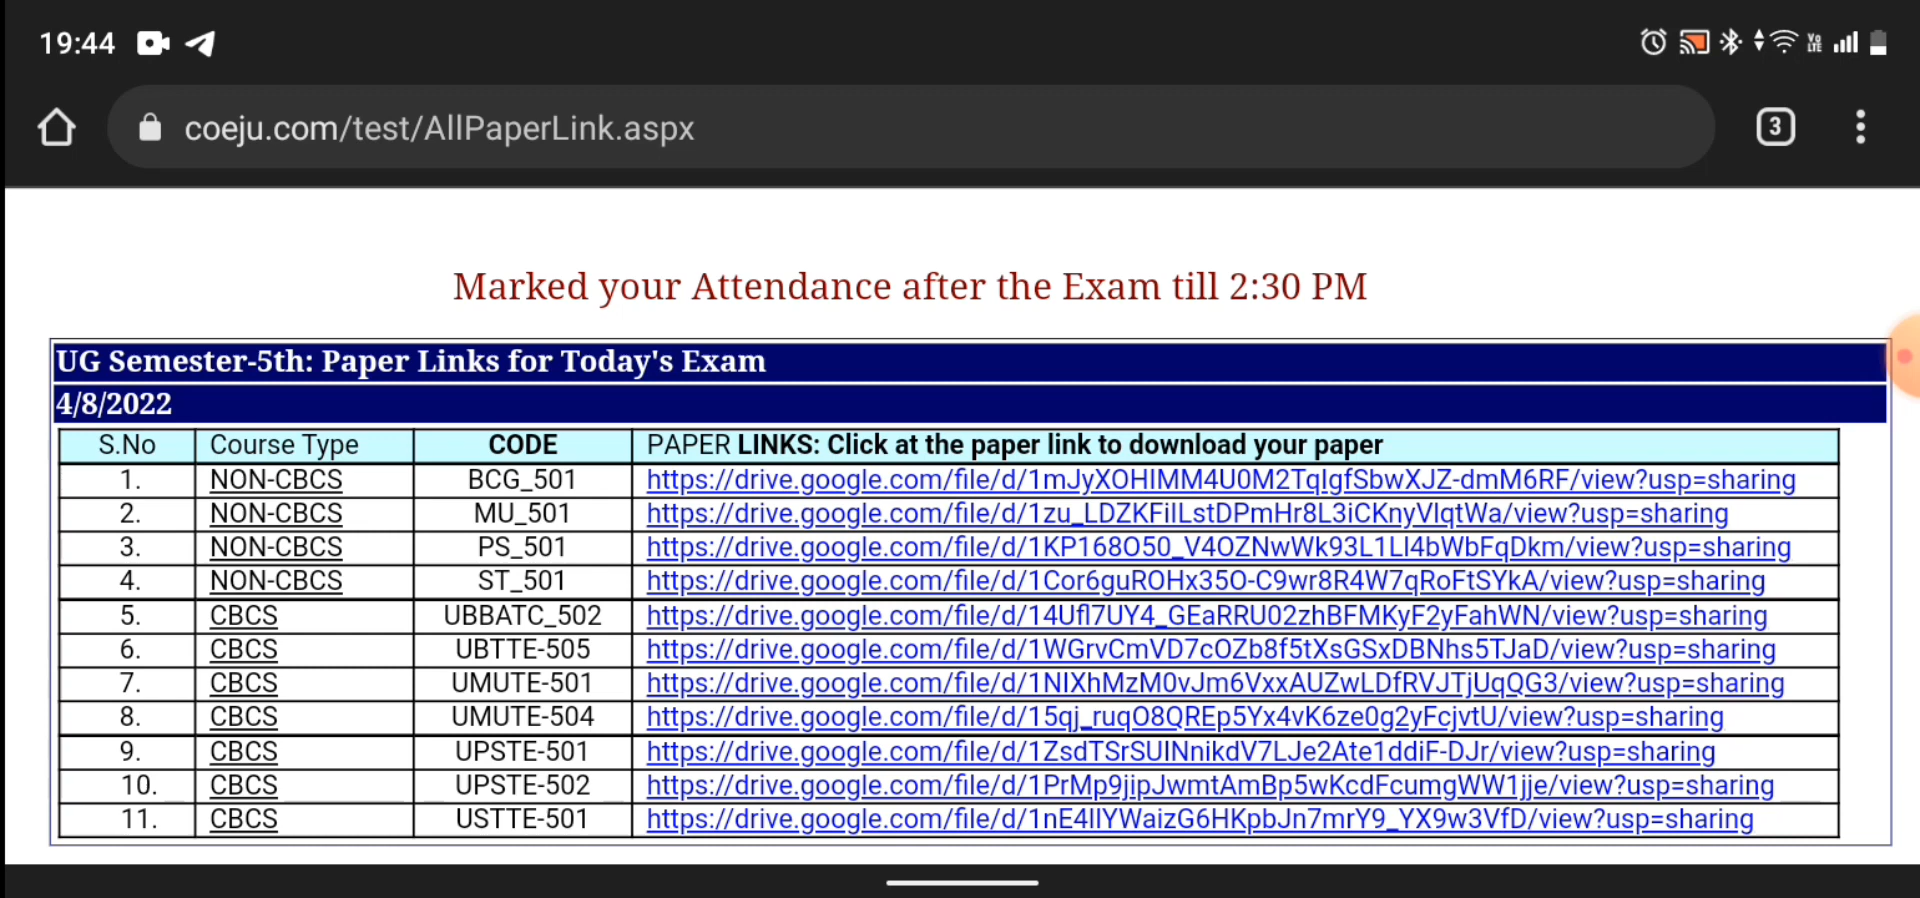 19:44
coeju.com/test/AllPaperLink.aspx
3
Marked your Attendance after the Exam till 2:30 PM
UG Semester-5th: Paper Links for Today's Exam
4/8/2022
S.No Course Type CODE PAPER LINKS: Click at the paper link to download your paper
1. NON-CBCS BCG_501 https://drive.google.com/file/d/1mJyXOHIMM4U0M2TqIgfSbwXJZ-dmM6RF/view?usp=sharing
2. NON-CBCS MU_501 https://drive.google.com/file/d/1zu_LDZKFilLstDPmHr8L3iCKnyVIqtWa/view?usp=sharing
3. NON-CBCS PS_501 https://drive.google.com/file/d/1KP168O50_V4OZNwWk93L1LI4bWbFqDkm/view?usp=sharing
4. NON-CBCS ST_501 https://drive.google.com/file/d/1Cor6guROHx35O-C9wr8R4W7qRoFtSYkA/view?usp=sharing
5. CBCS UBBATC_502 https://drive.google.com/file/d/14Ufl7UY4_GEaRRU02zhBFMKyF2yFahWN/view?usp=sharing
6. CBCS UBTTE-505 https://drive.google.com/file/d/1WGrvCmVD7cOZb8f5tXsGSxDBNhs5TJaD/view?usp=sharing
7. CBCS UMUTE-501 https://drive.google.com/file/d/1NIXhMzM0vJm6VxxAUZwLDfRVJTjUqQG3/view?usp=sharing
8. CBCS UMUTE-504 https://drive.google.com/file/d/15qj_ruqO8QREp5Yx4vK6ze0g2yFcjvtU/view?usp=sharing
9. CBCS UPSTE-501 https://drive.google.com/file/d/1ZsdTSrSUINnikdV7LJe2Ate1ddiF-DJr/view?usp=sharing
10. CBCS UPSTE-502 https://drive.google.com/file/d/1PrMp9jipJwmtAmBp5wKcdFcumgWW1jje/view?usp=sharing
11. CBCS USTTE-501 https://drive.google.com/file/d/1nE4IIYWaizG6HKpbJn7mrY9_YX9w3VfD/view?usp=sharing